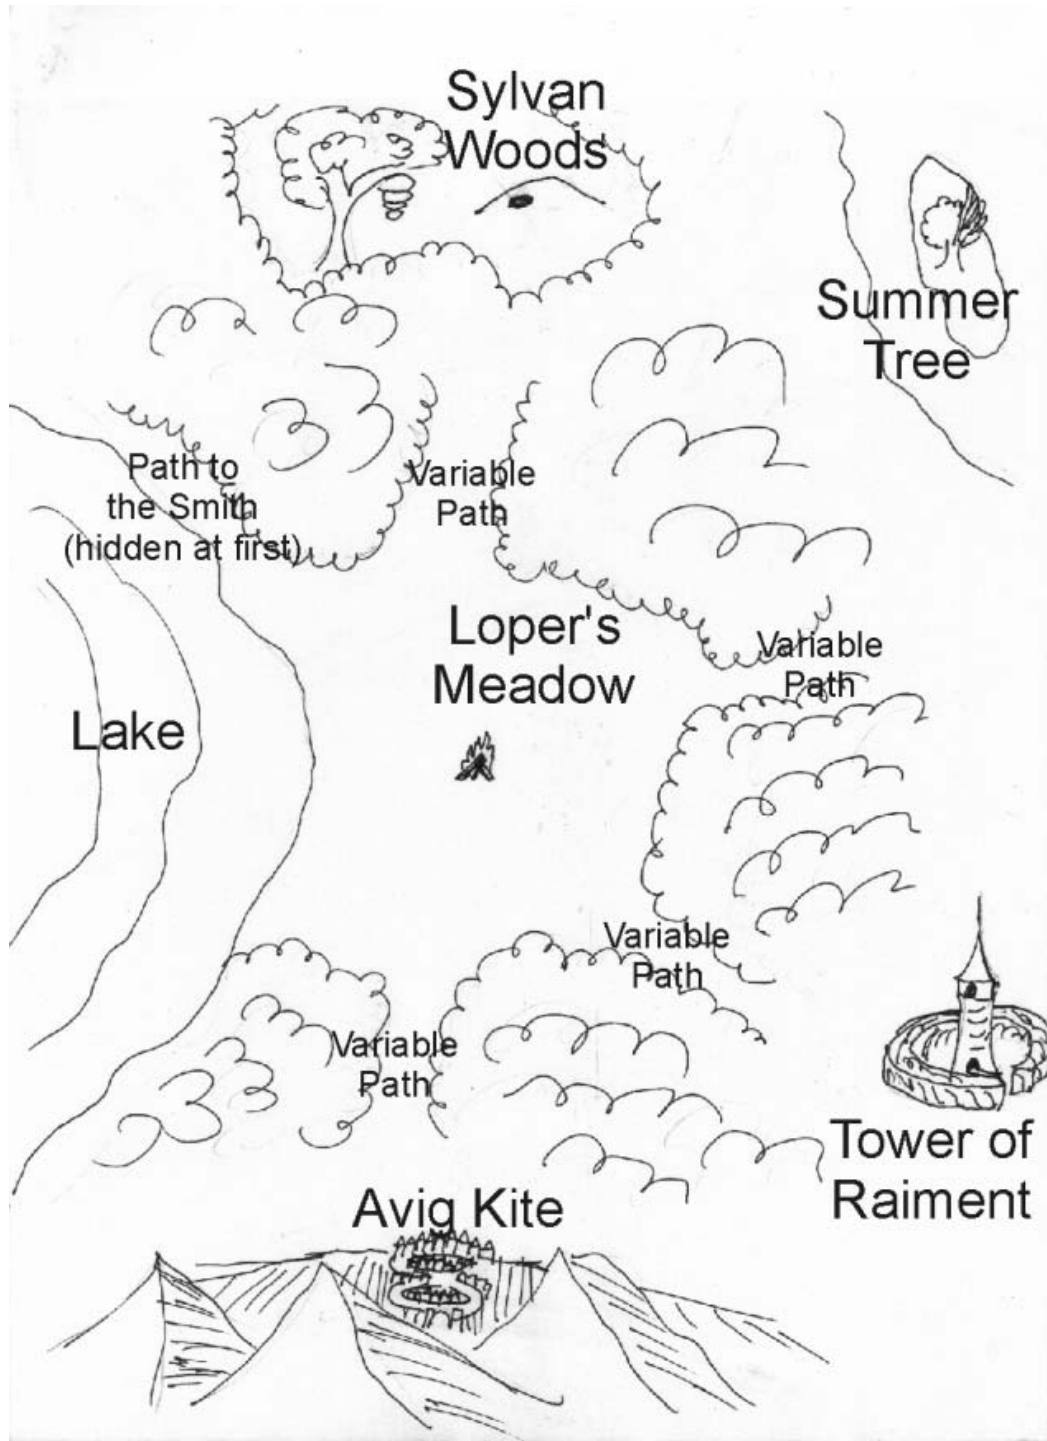 Sylvan
Woods
Summer
Tree
Path to
the Smith
(hidden at first)
Variable
Path
Loper's
Meadow
Variable
Path
Lake
Variable
Path
Variable
Path
Tower of
Raiment
Avig Kite